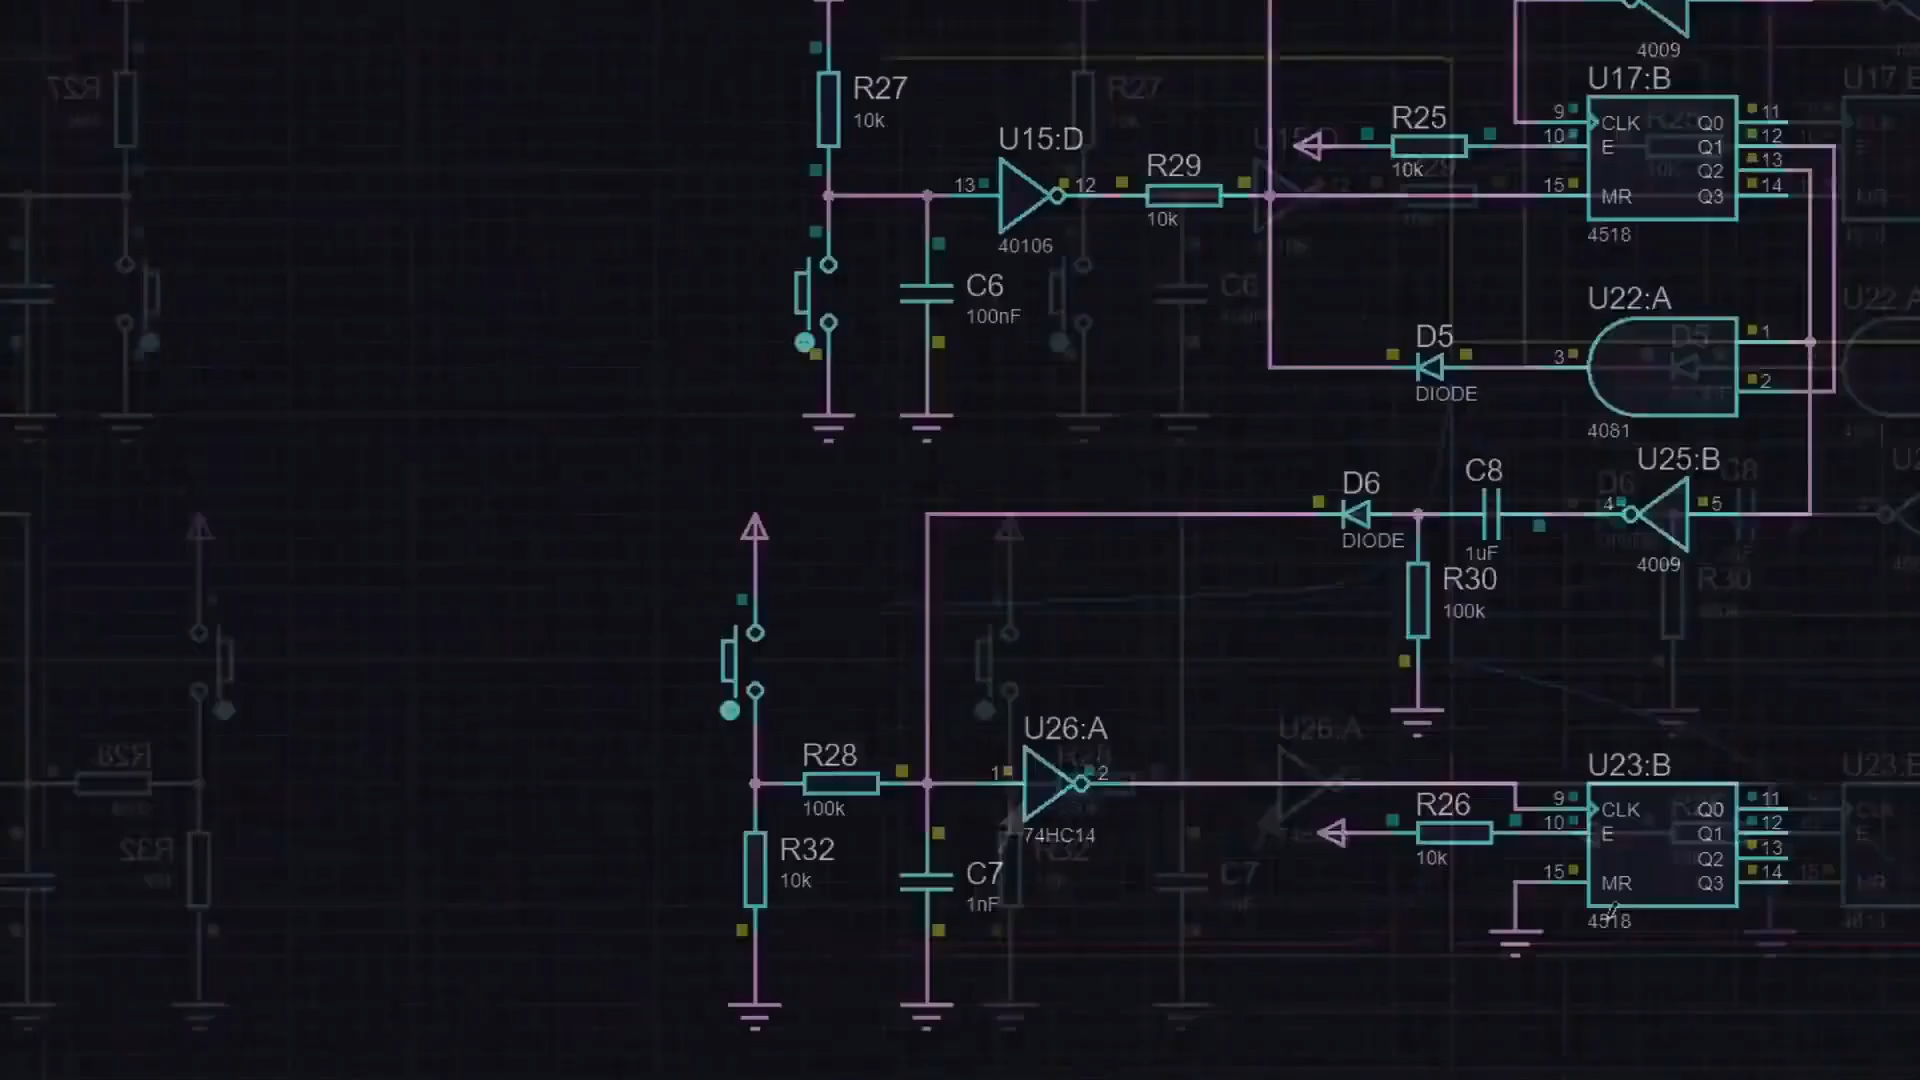 4009
U17:B
R27
10k
R25
10k
9
CLK
Q0
11
10
E
Q1
12
Q2
13
15
MR
Q3
14
4518
U15:D
13
12
40106
R29
10k
C6
100nF
U22:A
1
2
3
4081
D5
DIODE
U25:B
4
5
4009
C8
1uF
D6
DIODE
R30
100k
U26:A
1
2
74HC14
R28
100k
R32
10k
C7
1nF
U23:B
R26
10k
9
CLK
Q0
11
10
E
Q1
12
Q2
13
15
MR
Q3
14
4518